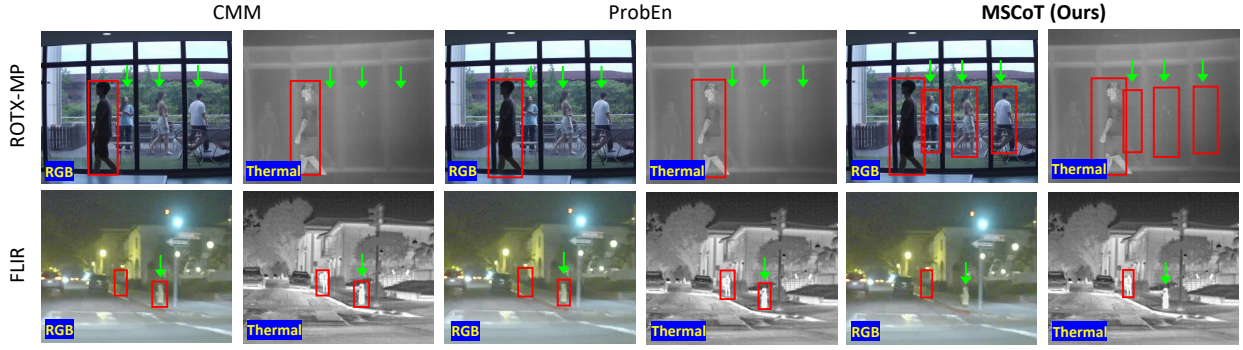 CMM ProbEn MSCoT (Ours)
ROTX-MP
RGB Thermal RGB Thermal RGB Thermal
FLIR
RGB Thermal RGB Thermal RGB Thermal